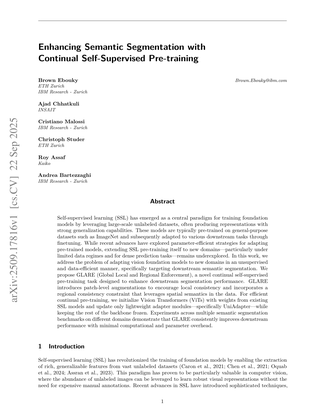 Enhancing Semantic Segmentation with
Continual Self-Supervised Pre-training
Brown Ebouky
Brown.Ebouky@ibm.com
ETH Zurich
IBM Research - Zurich
Ajad Chhatkuli
INSAIT
Cristiano Malossi
IBM Research - Zurich
Christoph Studer
ETH Zurich
Roy Assaf
Kaiko
Andrea Bartezzaghi
IBM Research - Zurich
arXiv:2509.17816v1 [cs.CV] 22 Sep 2025
Abstract
Self-supervised learning (SSL) has emerged as a central paradigm for training foundation
models by leveraging large-scale unlabeled datasets, often producing representations with
strong generalization capabilities. These models are typically pre-trained on general-purpose
datasets such as ImageNet and subsequently adapted to various downstream tasks through
finetuning. While recent advances have explored parameter-efficient strategies for adapting
pre-trained models, extending SSL pre-training itself to new domains—particularly under
limited data regimes and for dense prediction tasks—remains underexplored. In this work, we
address the problem of adapting vision foundation models to new domains in an unsupervised
and data-efficient manner, specifically targeting downstream semantic segmentation. We
propose GLARE (Global Local and Regional Enforcement), a novel continual self-supervised
pre-training task designed to enhance downstream segmentation performance. GLARE
introduces patch-level augmentations to encourage local consistency and incorporates a
regional consistency constraint that leverages spatial semantics in the data. For efficient
continual pre-training, we initialize Vision Transformers (ViTs) with weights from existing
SSL models and update only lightweight adapter modules—specifically UniAdapter—while
keeping the rest of the backbone frozen. Experiments across multiple semantic segmentation
benchmarks on different domains demonstrate that GLARE consistently improves downstream
performance with minimal computational and parameter overhead.
1 Introduction
Self-supervised learning (SSL) has revolutionised the training of foundation models by enabling the extraction
of rich, generalizable features from vast unlabeled datasets (Caron et al., 2021; Chen et al., 2021; Oquab
et al., 2024; Assran et al., 2023). This paradigm has proven to be particularly valuable in computer vision,
where the abundance of unlabeled images can be leveraged to learn robust visual representations without the
need for expensive manual annotations. Recent advances in SSL have introduced sophisticated techniques,
1